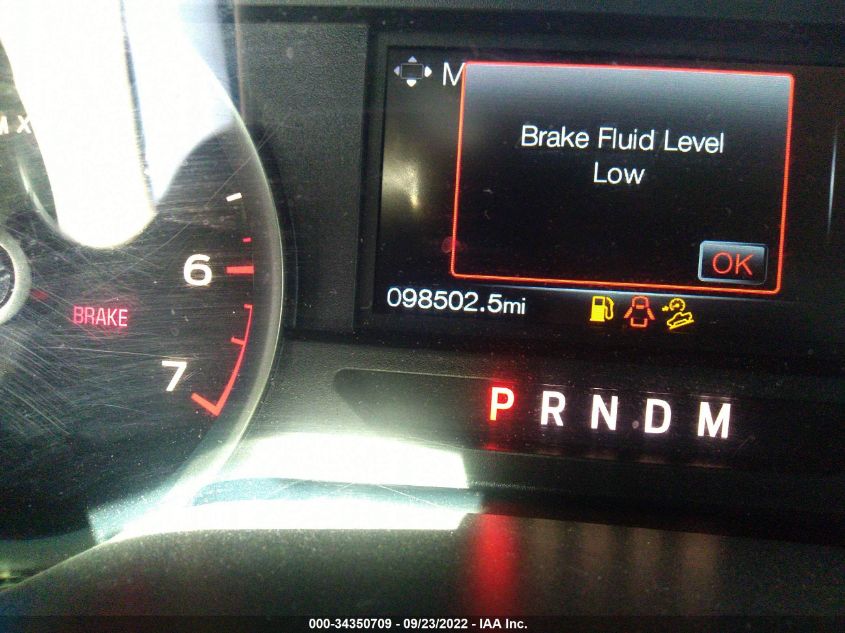 M
Brake Fluid Level
Low
OK
098502.5mi
6
BRAKE
7
P R N D M
000-34350709 - 09/23/2022 - IAA Inc.